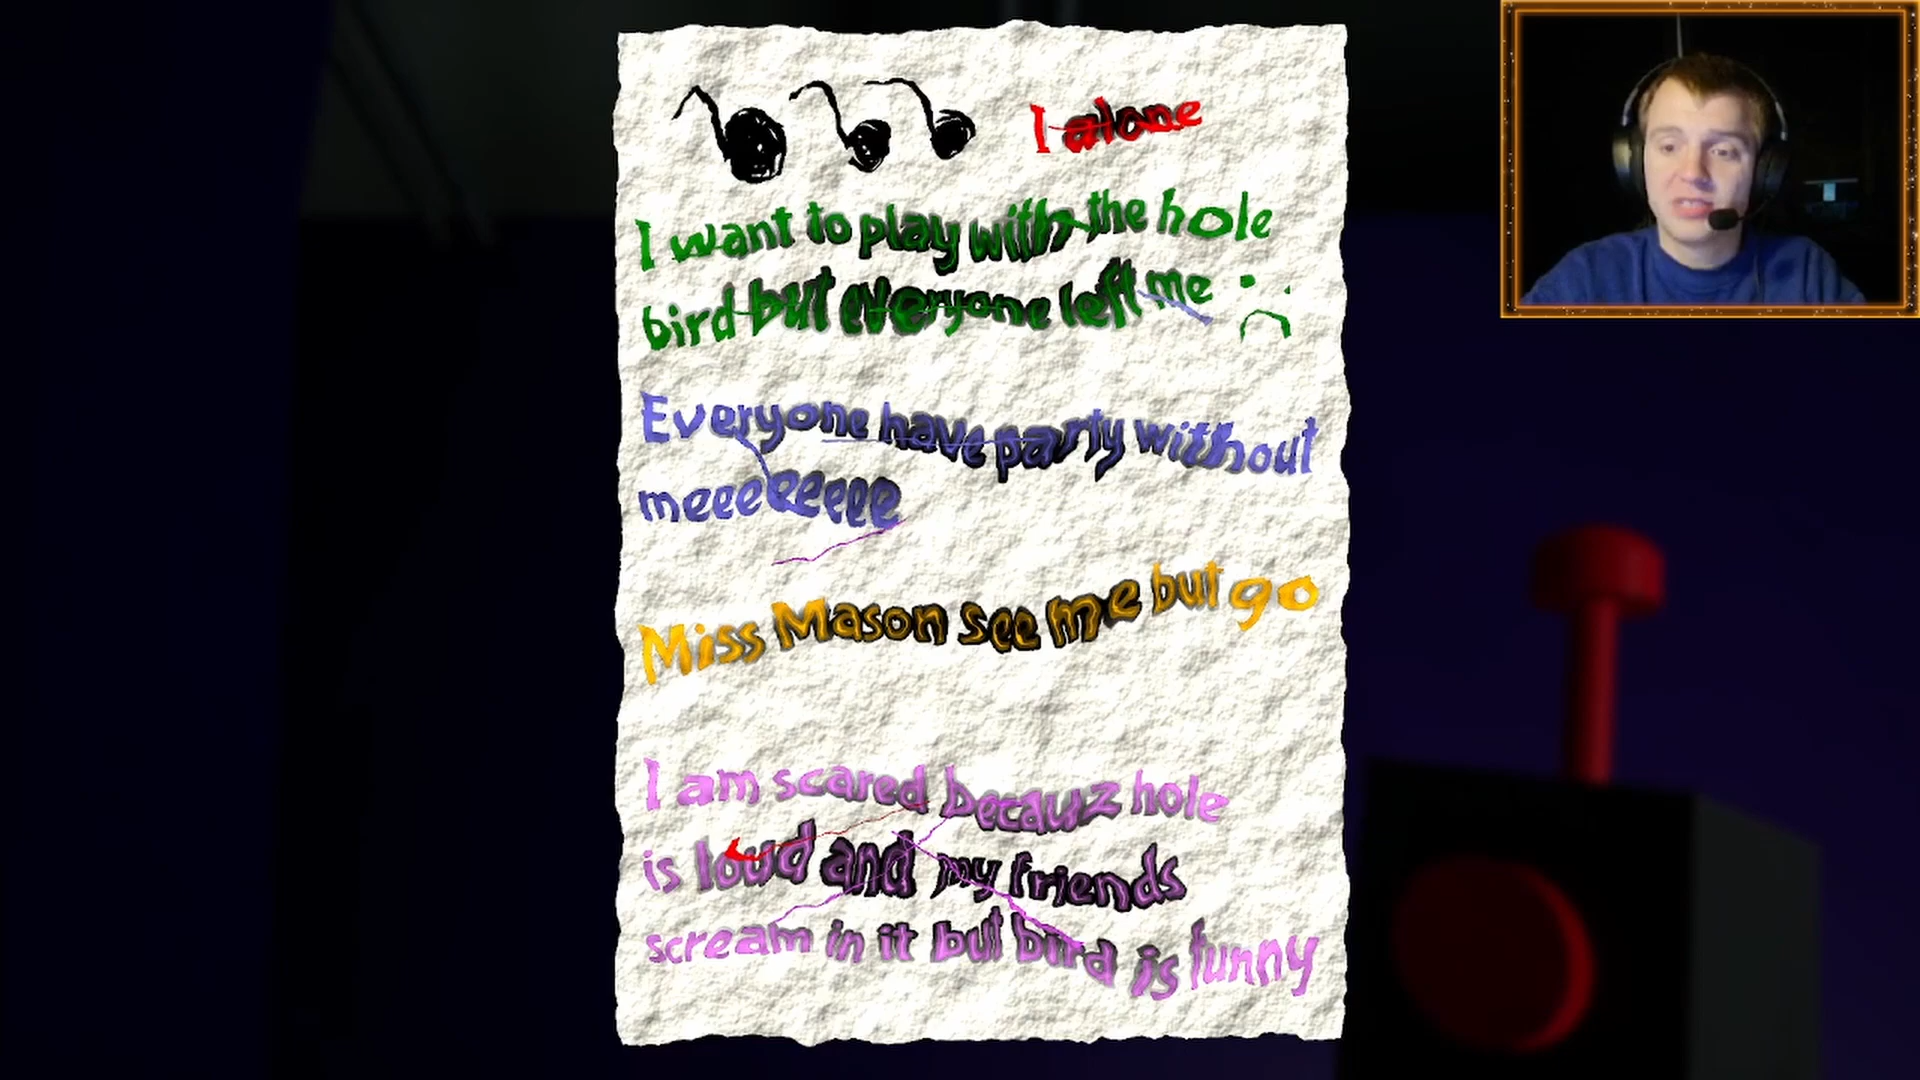 I alone
I want to play with the hole
bird but everyone left me :(
Everyone have party without
meeeeeeee
Miss Mason see me but go
I am scared becauz hole
is loud and my friends
scream in it but bird is funny